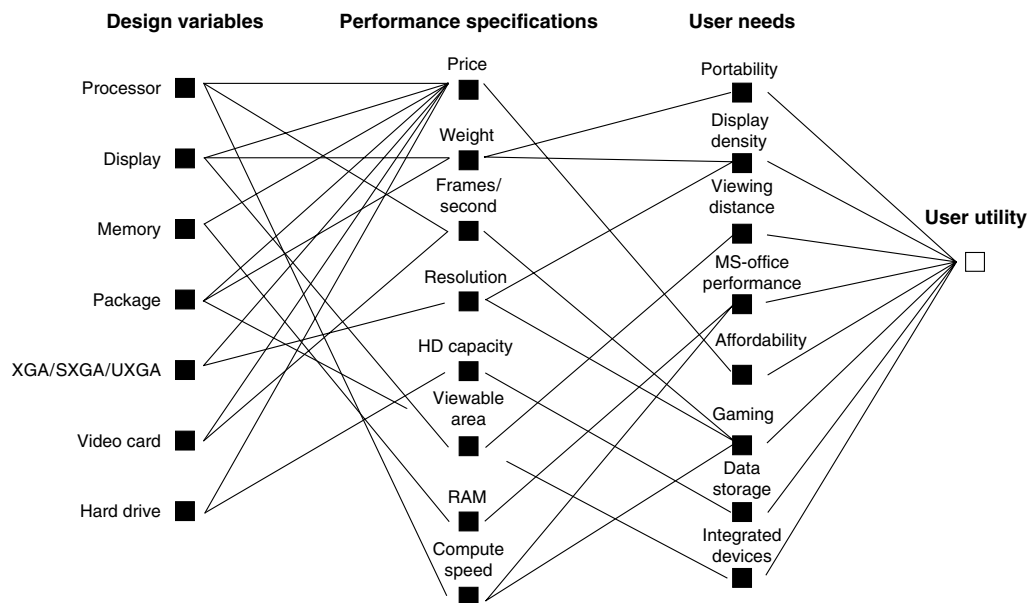 Design variables
Performance specifications
User needs
Processor
Display
Memory
Package
XGA/SXGA/UXGA
Video card
Hard drive
Price
Weight
Frames/
second
Resolution
HD capacity
Viewable
area
RAM
Compute
speed
Portability
Display
density
Viewing
distance
MS-office
performance
Affordability
Gaming
Data
storage
Integrated
devices
User utility